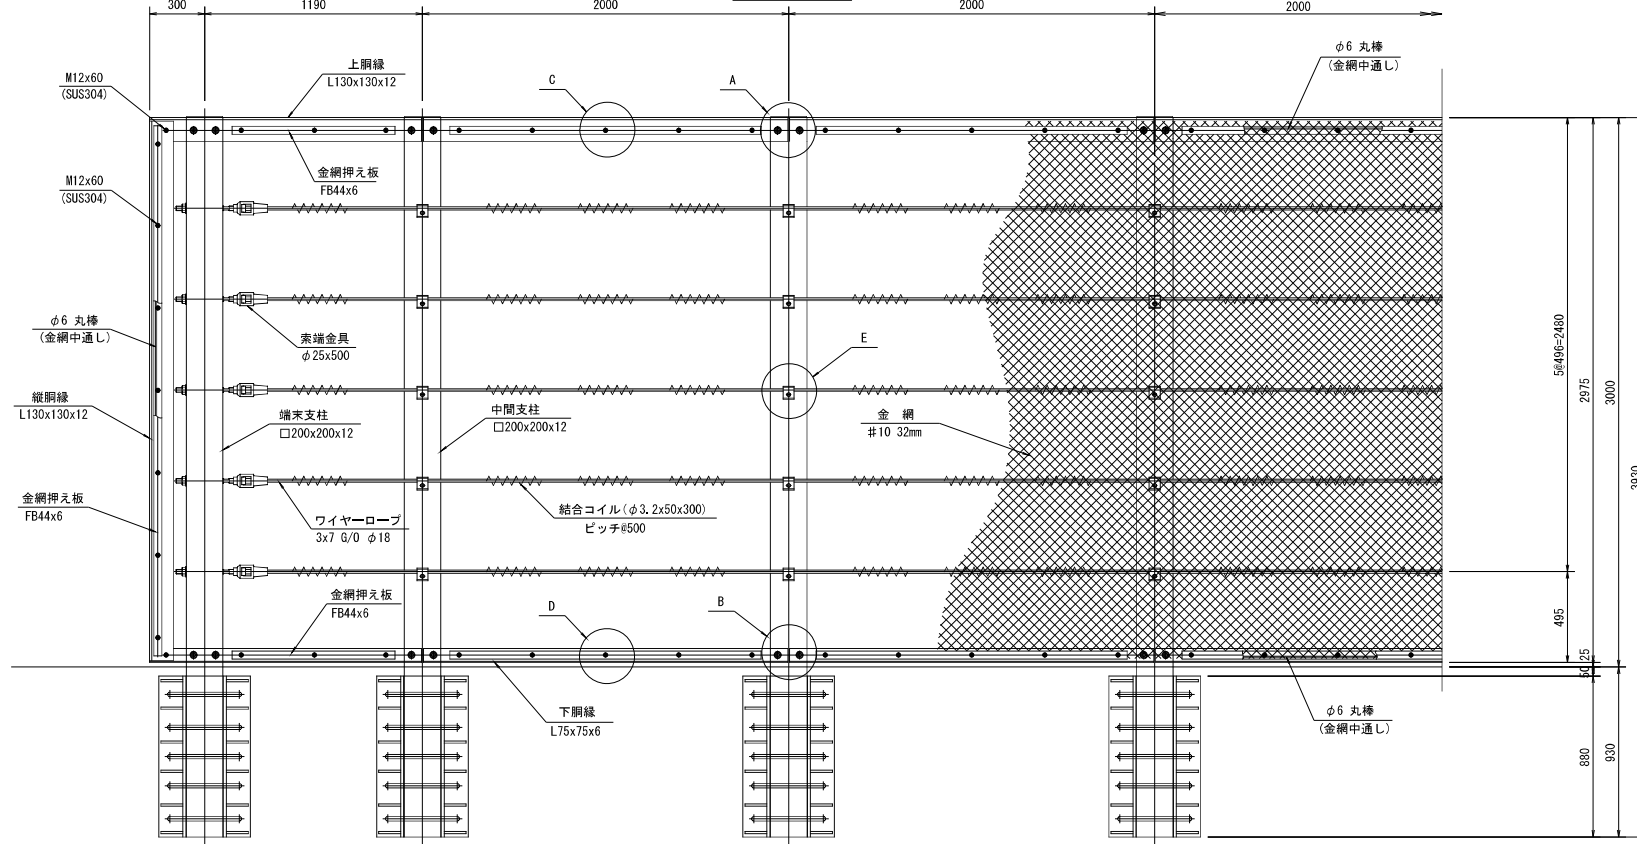 300
1190
2000
2000
2000
M12x60
(SUS304)
上胴縁
L130x130x12
C
A
φ6 丸棒
(金網中通し)
金網押え板
FB44x6
M12x60
(SUS304)
φ6 丸棒
(金網中通し)
索端金具
φ25x500
E
縦胴縁
L130x130x12
端末支柱
□200x200x12
中間支柱
□200x200x12
金 網
#10 32mm
金網押え板
FB44x6
ワイヤーロープ
3x7 G/O φ18
結合コイル(φ3.2x50x300)
ピッチ@500
金網押え板
FB44x6
D
B
下胴縁
L75x75x6
φ6 丸棒
(金網中通し)
5@496=2480
2975
3000
3930
495
25
50
880
930